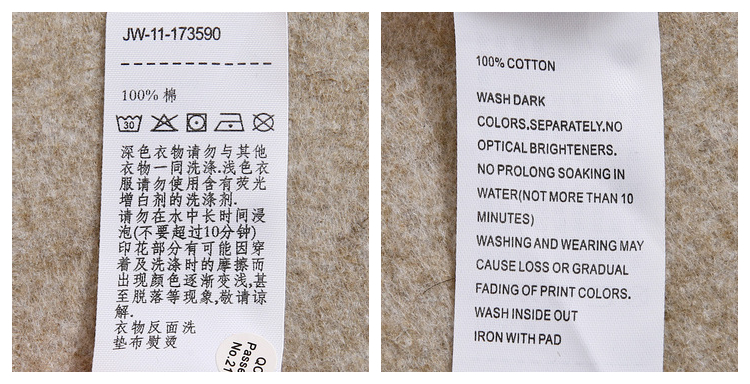 JW-11-173590
100% 棉
30
深色衣物请勿与其他
衣物一同洗涤.浅色衣
服请勿使用含有荧光
增白剂的洗涤剂.
请勿在水中长时间浸
泡(不要超过10分钟)
印花部分有可能因穿
着及洗涤时的摩擦而
出现颜色逐渐变浅,甚
至脱落等现象,敬请谅
解.
衣物反面洗
垫布熨烫
100% COTTON
WASH DARK
COLORS.SEPARATELY.NO
OPTICAL BRIGHTENERS.
NO PROLONG SOAKING IN
WATER(NOT MORE THAN 10
MINUTES)
WASHING AND WEARING MAY
CAUSE LOSS OR GRADUAL
FADING OF PRINT COLORS.
WASH INSIDE OUT
IRON WITH PAD